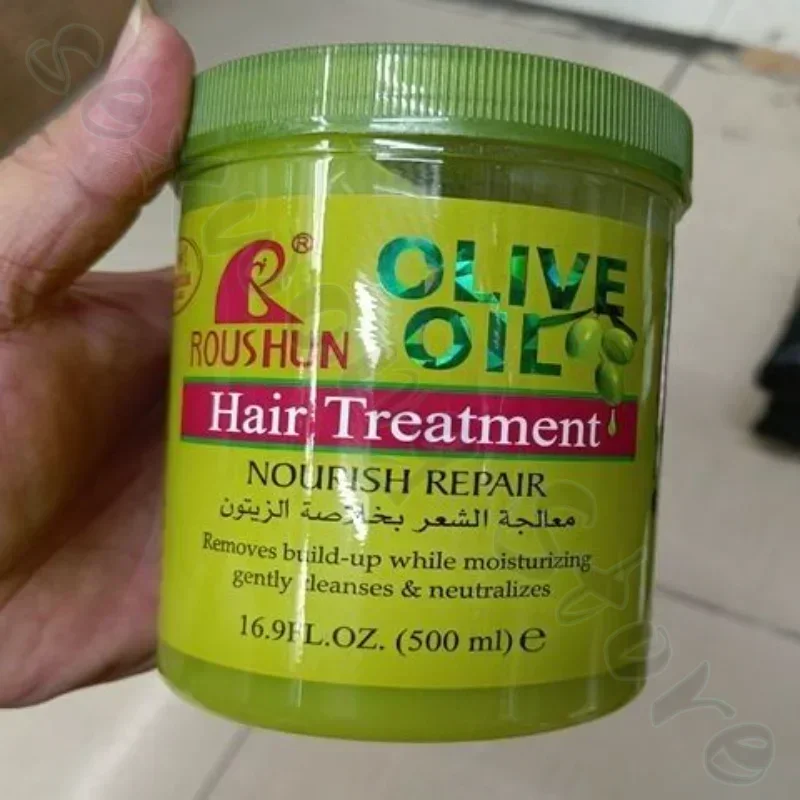 ROUSHUN®
OLIVE
OIL
Hair Treatment
NOURISH REPAIR
معالجة الشعر بخلاصة الزيتون
Removes build-up while moisturizing
gently cleanses & neutralizes
16.9FL.OZ. (500 ml) e
Store